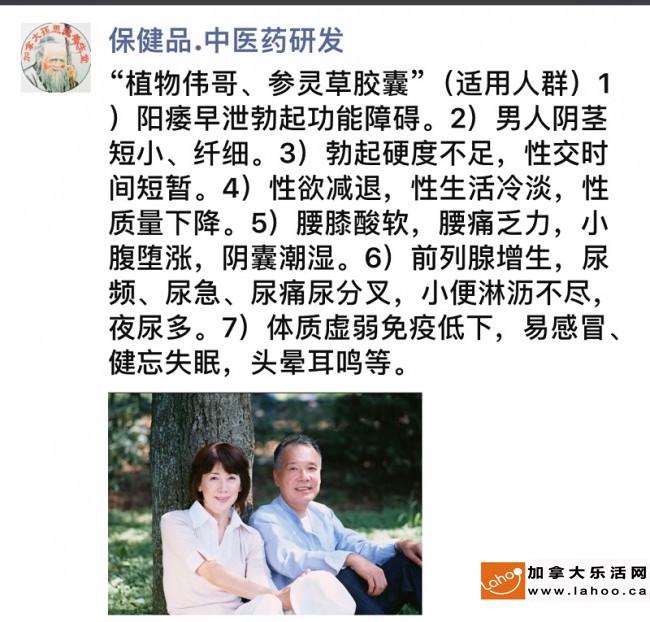 保健品.中医药研发
“植物伟哥、参灵草胶囊”（适用人群）1
）阳痿早泄勃起功能障碍。2）男人阴茎
短小、纤细。3）勃起硬度不足，性交时
间短暂。4）性欲减退，性生活冷淡，性
质量下降。5）腰膝酸软，腰痛乏力，小
腹堕涨，阴囊潮湿。6）前列腺增生，尿
频、尿急、尿痛尿分叉，小便淋沥不尽，
夜尿多。7）体质虚弱免疫低下，易感冒、
健忘失眠，头晕耳鸣等。
Lahoo
加拿大乐活网
www.lahoo.ca